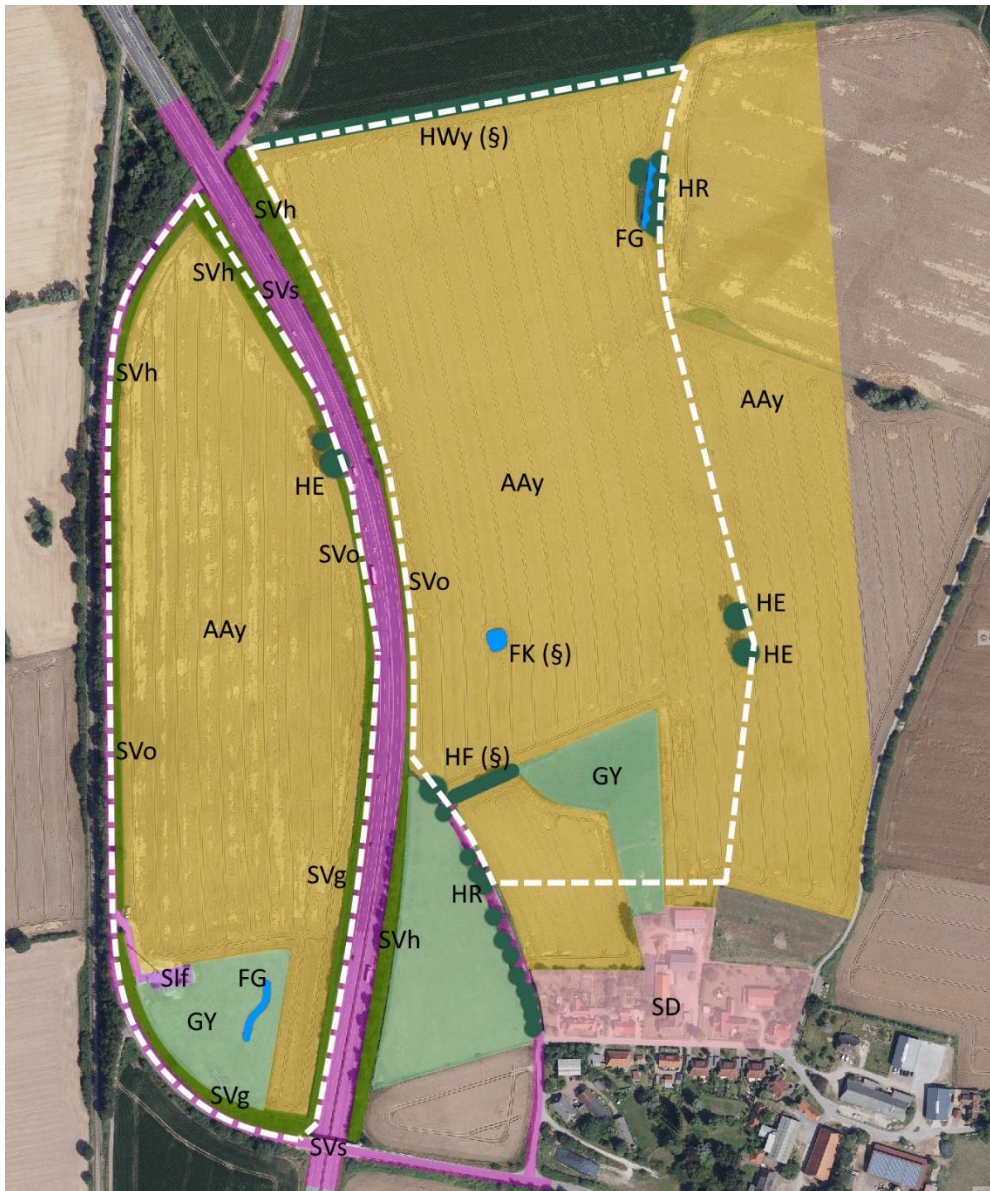 HWy (§)
HR
SVh
FG
SVh
SVs
SVh
AAy
AAy
HE
SVo
SVo
HE
AAy
FK (§)
HE
SVo
HF (§)
GY
SVg
HR
SVh
SIf
FG
SD
GY
SVg
SVs